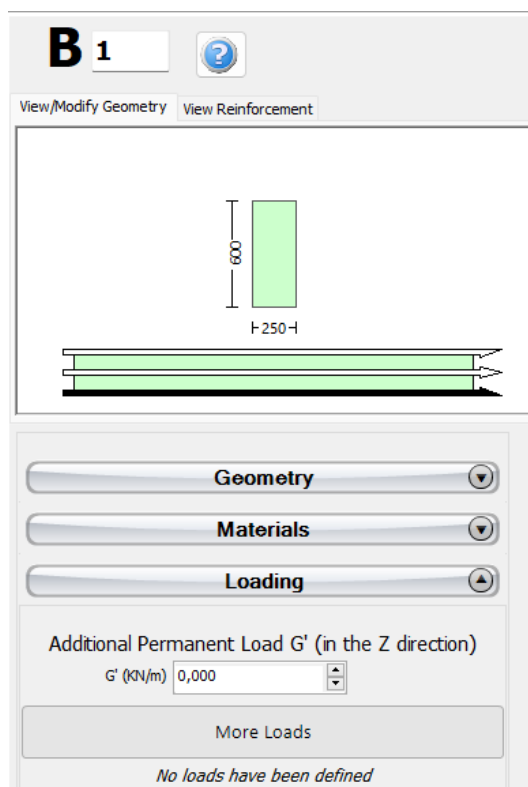 B 1
View/Modify Geometry View Reinforcement
600
250
Geometry
Materials
Loading
Additional Permanent Load G' (in the Z direction)
G' (KN/m) 0,000
More Loads
No loads have been defined